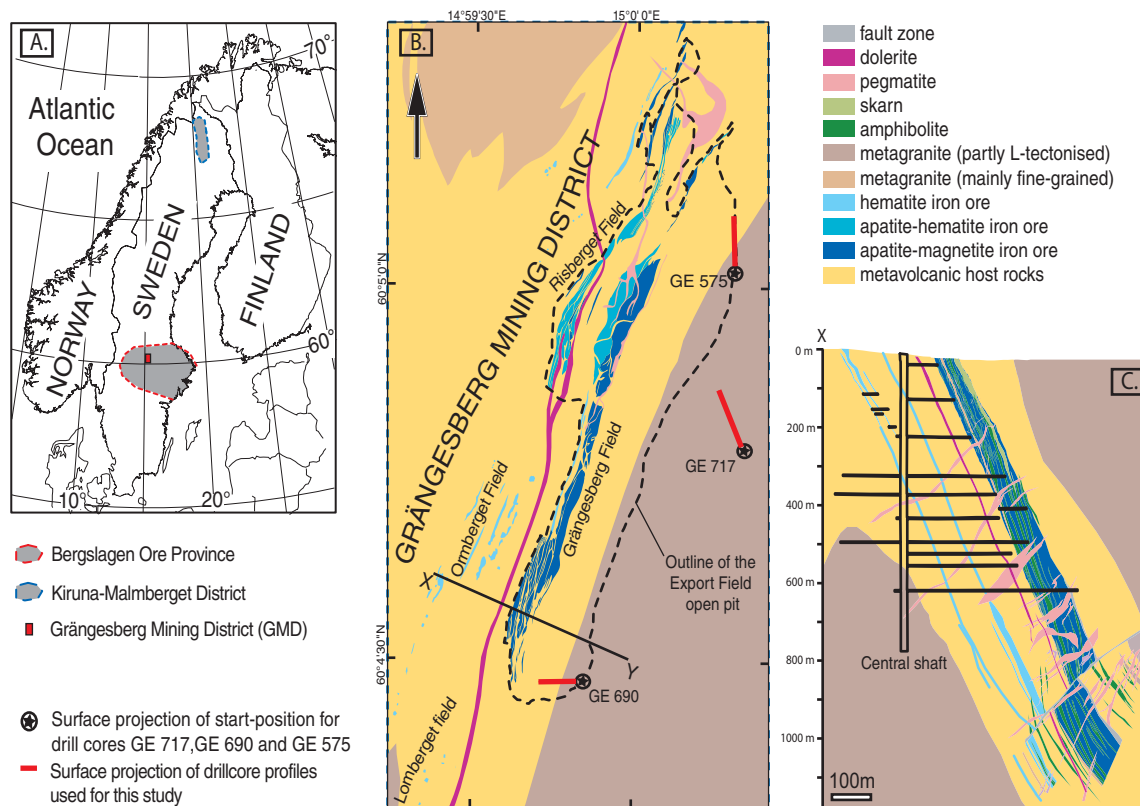 A.
70°
Atlantic
Ocean
NORWAY
SWEDEN
FINLAND
60°
10°
20°
Bergslagen Ore Province
Kiruna-Malmberget District
Grängesberg Mining District (GMD)
Surface projection of start-position for
drill cores GE 717,GE 690 and GE 575
Surface projection of drillcore profiles
used for this study
14°59'30"E
15°0'0"E
B.
GRÄNGESBERG MINING DISTRICT
Risberget Field
60°5'0"N
GE 575
GE 717
Ormberget Field
Grängesberg Field
Outline of the
Export Field
open pit
X
Y
60°4'30"N
GE 690
Lomberget field
fault zone
dolerite
pegmatite
skarn
amphibolite
metagranite (partly L-tectonised)
metagranite (mainly fine-grained)
hematite iron ore
apatite-hematite iron ore
apatite-magnetite iron ore
metavolcanic host rocks
X
C.
0 m
200 m
400 m
600 m
800 m
1000 m
Central shaft
100m